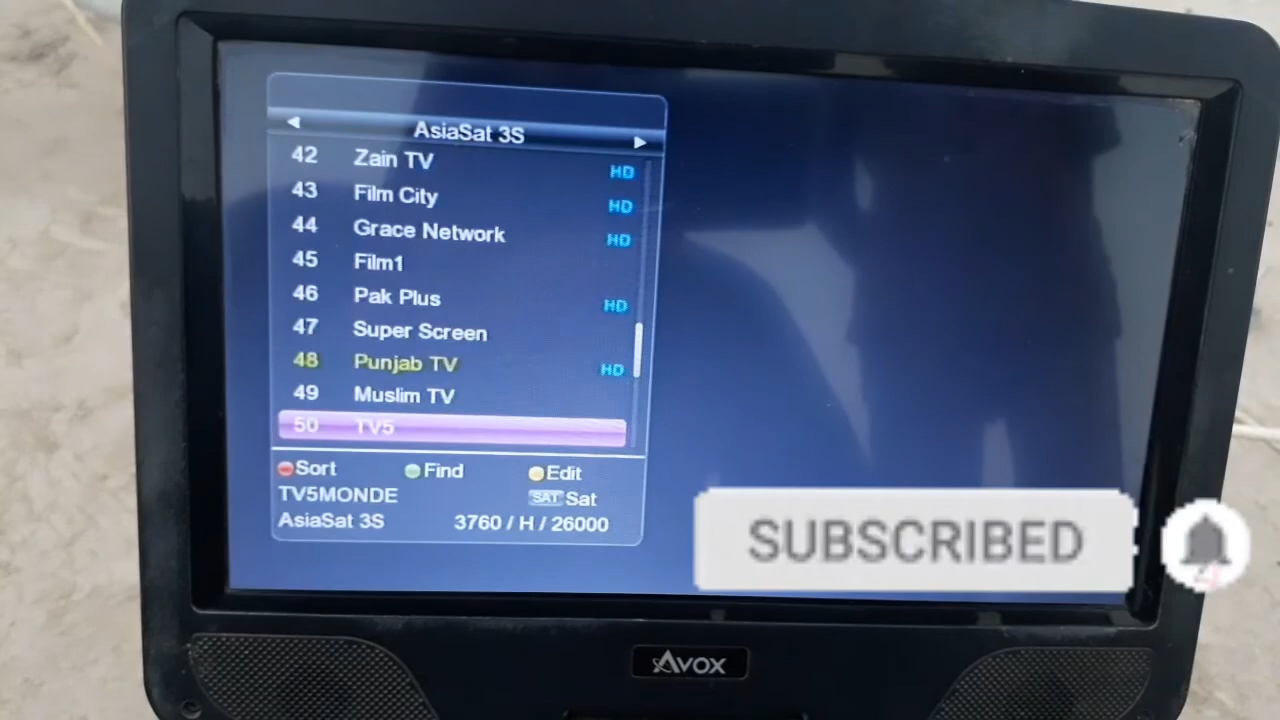 AsiaSat 3S
42 Zain TV HD
43 Film City HD
44 Grace Network HD
45 Film1
46 Pak Plus HD
47 Super Screen
48 Punjab TV HD
49 Muslim TV
50 TV5
Sort Find Edit
TV5MONDE SAT Sat
AsiaSat 3S 3760 / H / 26000
SUBSCRIBED
AVOX